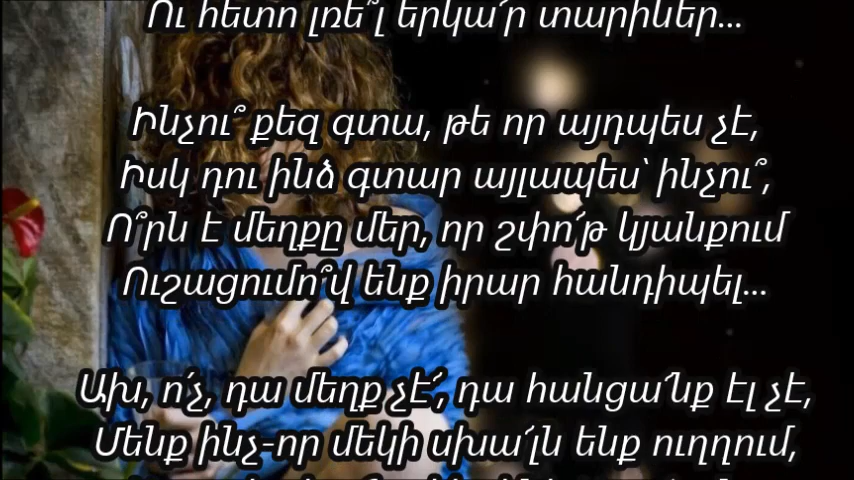 Ու հետո լռե՞լ երկա՜ր տարիներ...
Ինչու՞ քեզ գտա, թե որ այդպես չէ,
Իսկ դու ինձ գտար այլապես՝ ինչու՞,
Ո՞րն է մեղքը մեր, որ շփո՜թ կյանքում
Ուշացումո՞վ ենք իրար հանդիպել...
Ախ, ո՜չ, դա մեղք չէ՜, դա հանցա՜նք էլ չէ,
Մենք ինչ-որ մեկի սխա՜լն ենք ուղղում,